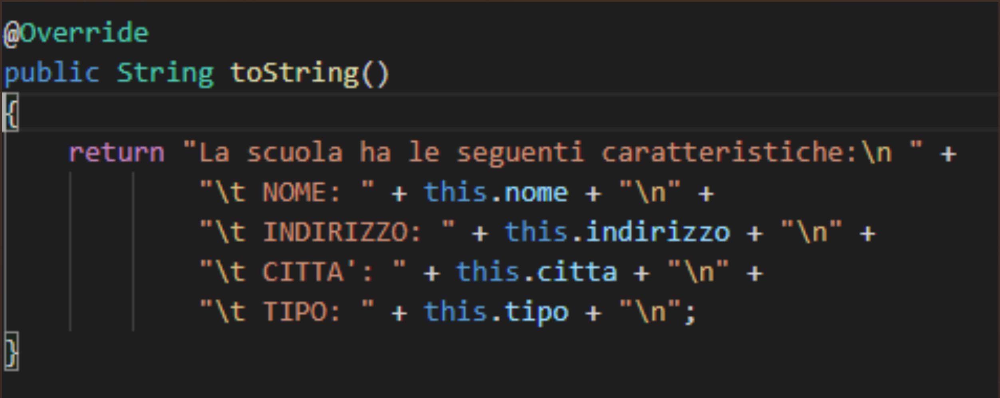 @Override
public String toString()
{
return "La scuola ha le seguenti caratteristiche:\n " +
"\t NOME: " + this.nome + "\n" +
"\t INDIRIZZO: " + this.indirizzo + "\n" +
"\t CITTA': " + this.citta + "\n" +
"\t TIPO: " + this.tipo + "\n";
}